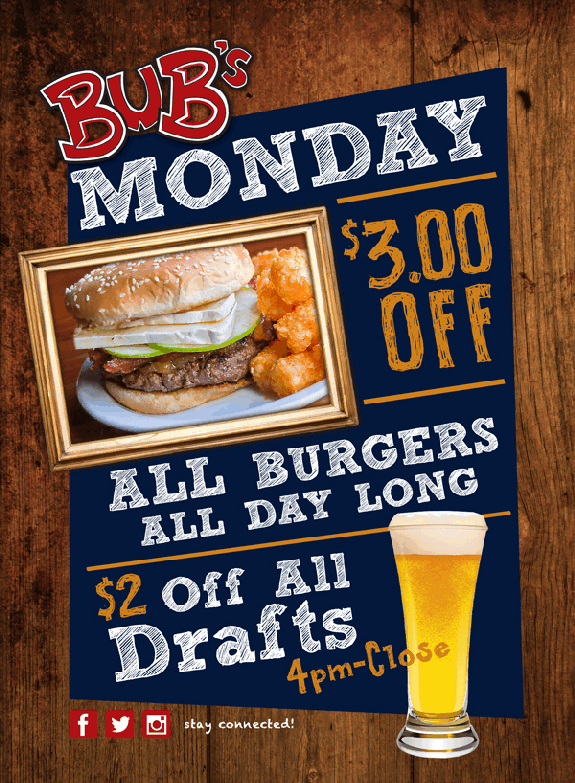 BUB's
MONDAY
$3.00
OFF
ALL BURGERS
ALL DAY LONG
$2 Off All
Drafts
4pm-Close
stay connected!